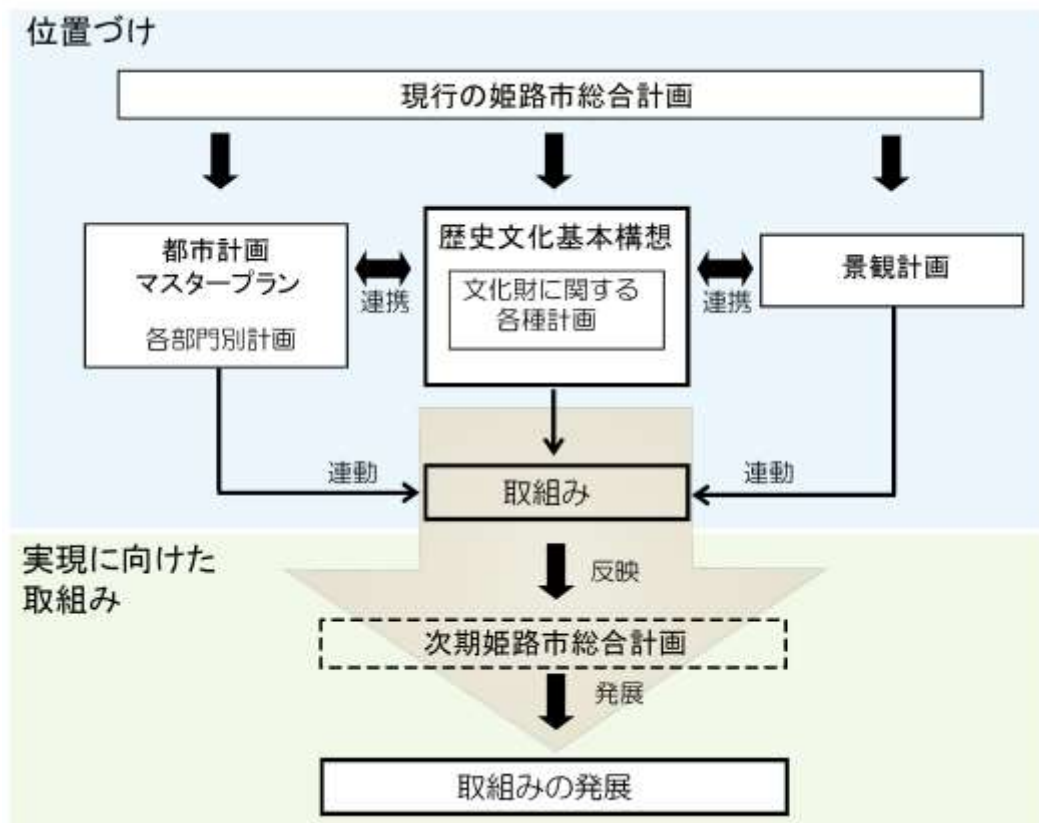 位置づけ
現行の姫路市総合計画
都市計画
マスタープラン
各部門別計画
連携
歴史文化基本構想
文化財に関する
各種計画
連携
景観計画
連動
取組み
連動
実現に向けた
取組み
反映
次期姫路市総合計画
発展
取組みの発展